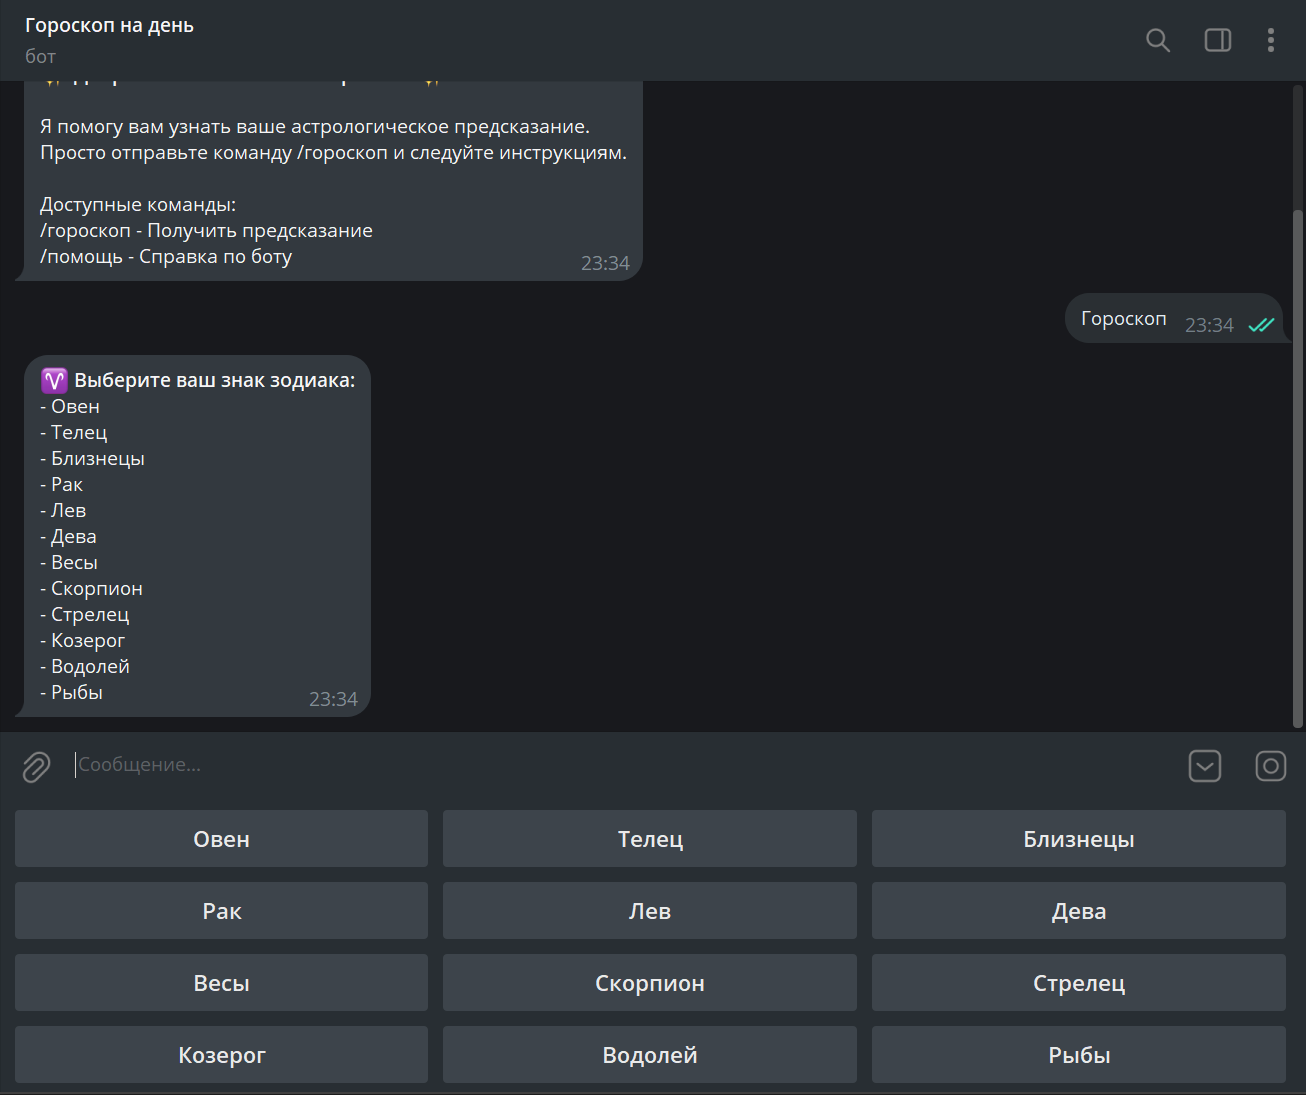 Гороскоп на день
бот
Я помогу вам узнать ваше астрологическое предсказание.
Просто отправьте команду /гороскоп и следуйте инструкциям.
Доступные команды:
/гороскоп - Получить предсказание
/помощь - Справка по боту
23:34
Гороскоп 23:34
Выберите ваш знак зодиака:
- Овен
- Телец
- Близнецы
- Рак
- Лев
- Дева
- Весы
- Скорпион
- Стрелец
- Козерог
- Водолей
- Рыбы
23:34
Сообщение...
Овен Телец Близнецы
Рак Лев Дева
Весы Скорпион Стрелец
Козерог Водолей Рыбы